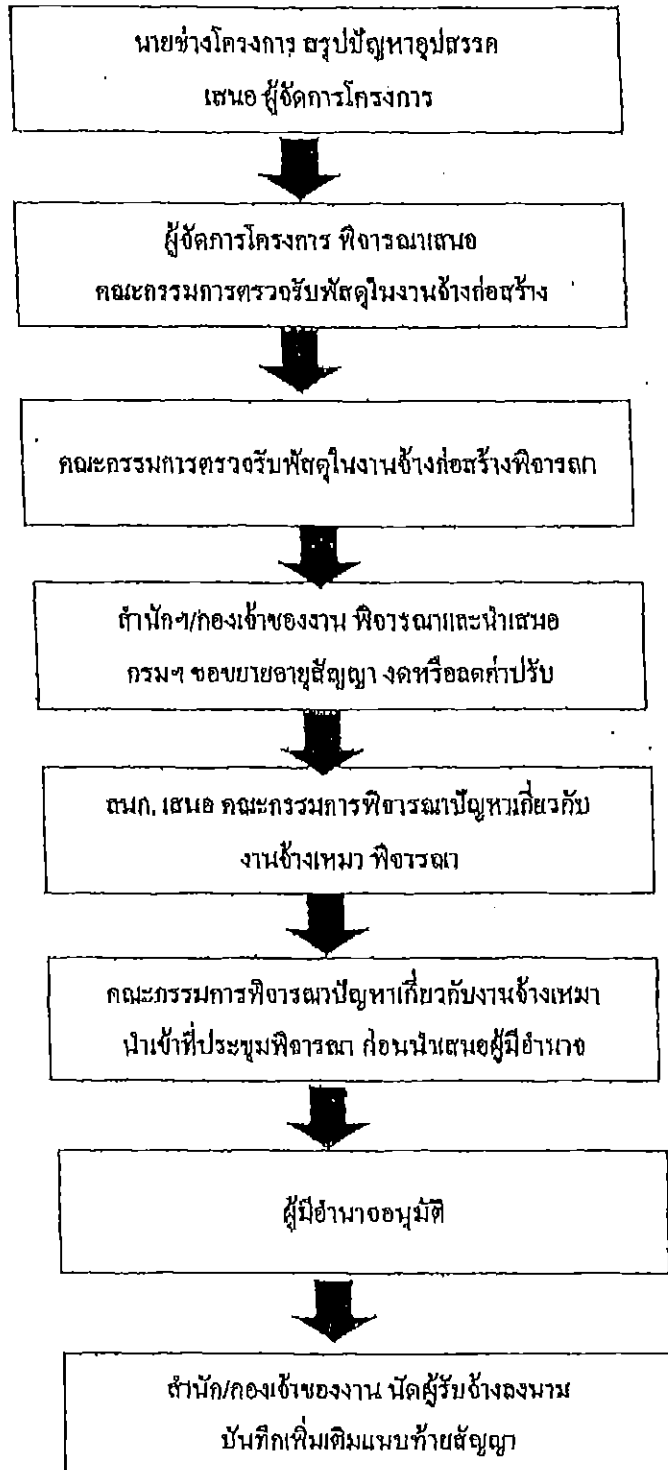 นายช่างโครงการ สรุปปัญหาอุปสรรค
เสนอ ผู้จัดการโครงการ
ผู้จัดการโครงการ พิจารณาเสนอ
คณะกรรมการตรวจรับพัสดุในงานจ้างก่อสร้าง
คณะกรรมการตรวจรับพัสดุในงานจ้างก่อสร้างพิจารณา
สำนักฯ/กองเจ้าของงาน พิจารณาและนำเสนอ
กรมฯ ขอขยายอายุสัญญา งดหรือลดค่าปรับ
สมก. เสนอ คณะกรรมการพิจารณาปัญหาเกี่ยวกับ
งานจ้างเหมา พิจารณา
คณะกรรมการพิจารณาปัญหาเกี่ยวกับงานจ้างเหมา
นำเข้าที่ประชุมพิจารณา ก่อนนำเสนอผู้มีอำนาจ
ผู้มีอำนาจอนุมัติ
สำนัก/กองเจ้าของงาน นัดผู้รับจ้างลงนาม
บันทึกเพิ่มเติมแนบท้ายสัญญา